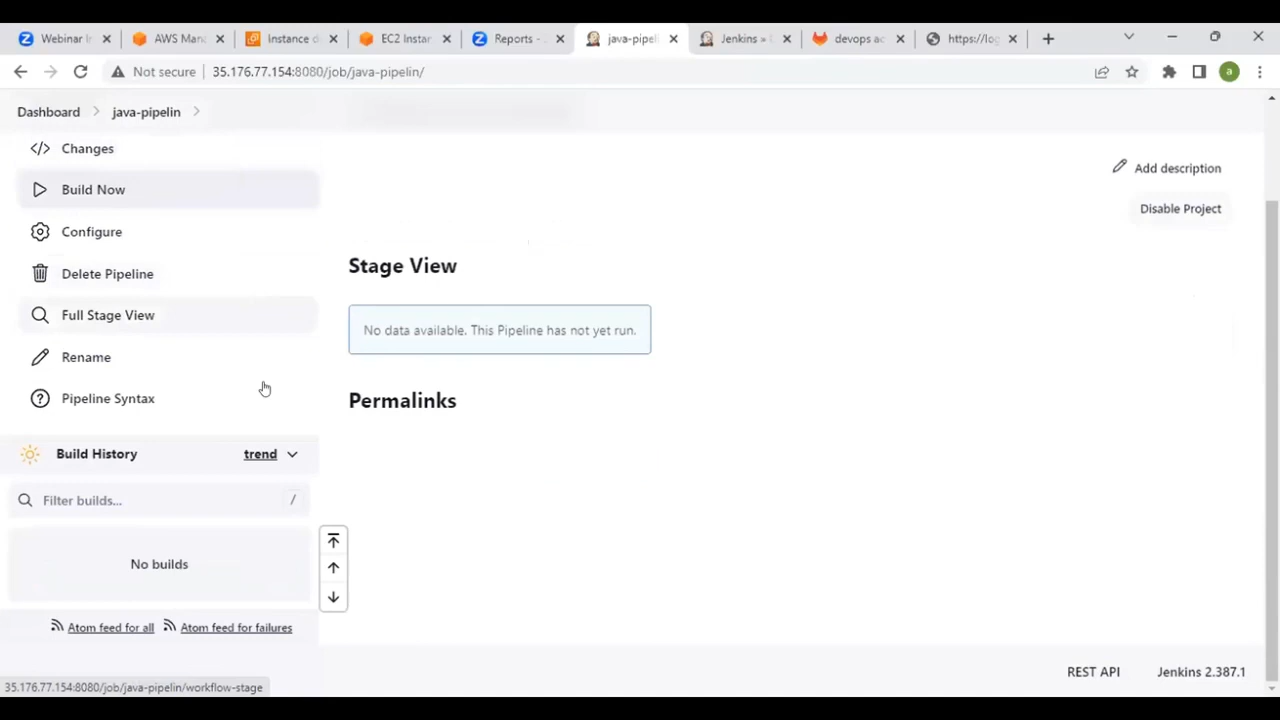 Webinar I
AWS Man
Instance d
EC2 Instan
Reports -
java-pipeli
Jenkins »
devops ac
https://log
Not secure
35.176.77.154:8080/job/java-pipelin/
a
Dashboard
java-pipelin
Changes
Add description
Build Now
Disable Project
Configure
Stage View
Delete Pipeline
Full Stage View
No data available. This Pipeline has not yet run.
Rename
Pipeline Syntax
Permalinks
Build History
trend
Filter builds...
/
No builds
Atom feed for all
Atom feed for failures
REST API
Jenkins 2.387.1
35.176.77.154:8080/job/java-pipelin/workflow-stage